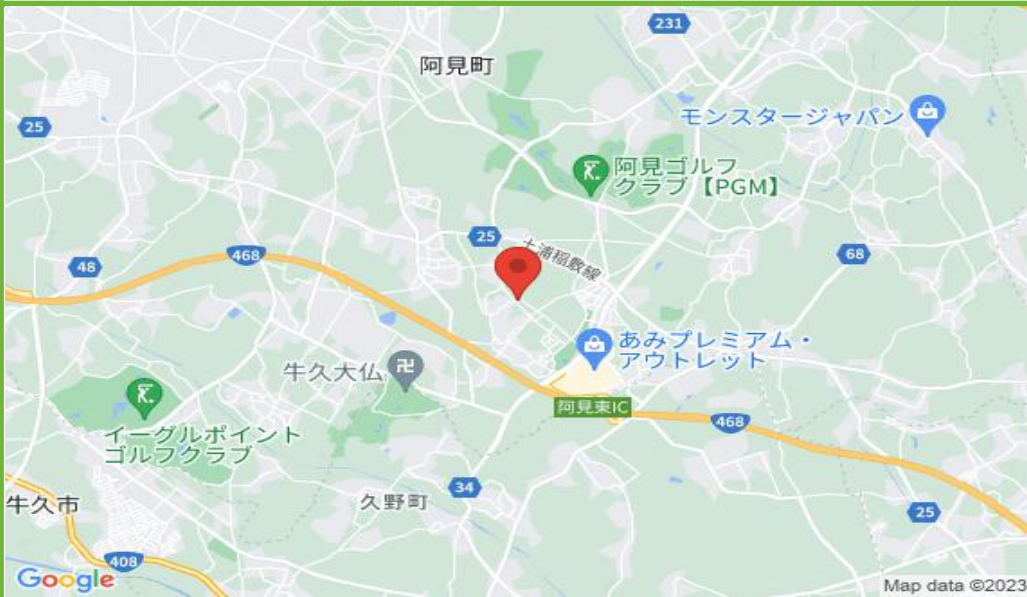 231
阿見町
モンスタージャパン
25
阿見ゴルフ
クラブ【PGM】
25
土浦稲敷線
468
68
48
あみプレミアム・
アウトレット
牛久大仏
阿見東IC
468
イーグルポイント
ゴルフクラブ
34
久野町
牛久市
25
408
Google
Map data ©2023